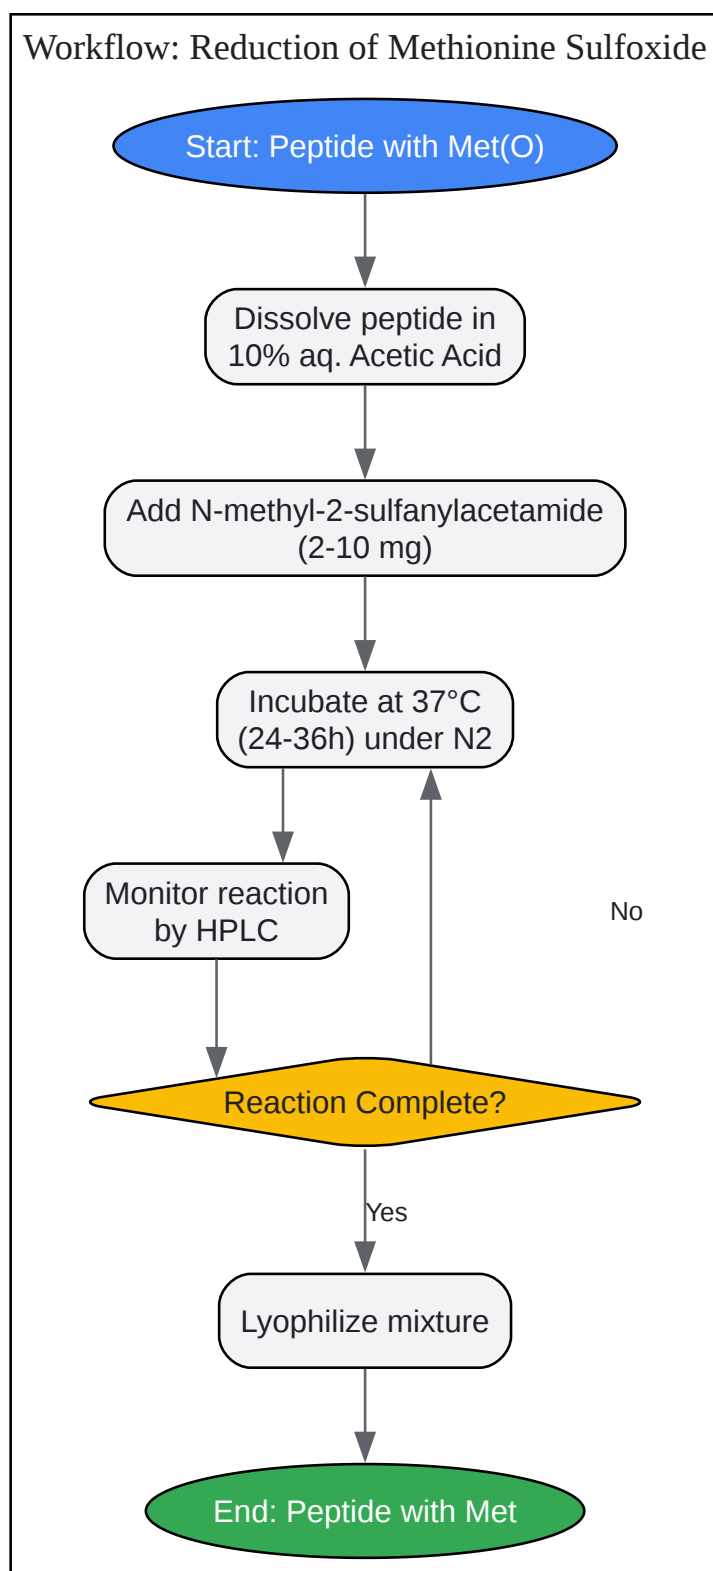 Workflow: Reduction of Methionine Sulfoxide
Start: Peptide with Met(O)
Dissolve peptide in
10% aq. Acetic Acid
Add N-methyl-2-sulfanylacetamide
(2-10 mg)
Incubate at 37°C
(24-36h) under N2
Monitor reaction
by HPLC
No
Reaction Complete?
Yes
Lyophilize mixture
End: Peptide with Met